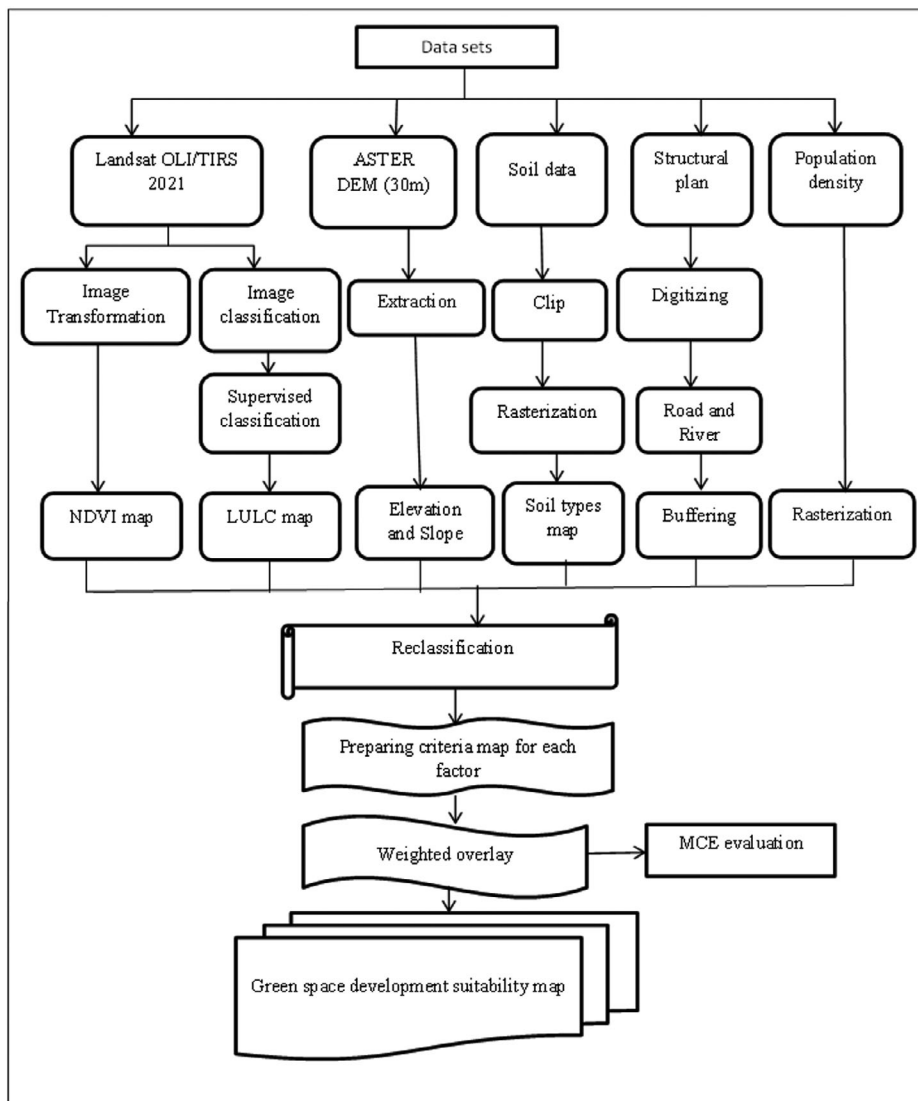 Data sets
Landsat OLI/TIRS
2021
ASTER
DEM (30m)
Soil data
Structural
plan
Population
density
Image
Transformation
Image
classification
Extraction
Clip
Digitizing
Supervised
classification
Rasterization
Road and
River
NDVI map
LULC map
Elevation
and Slope
Soil types
map
Buffering
Rasterization
Reclassification
Preparing criteria map for each
factor
Weighted overlay
MCE evaluation
Green space development suitability map